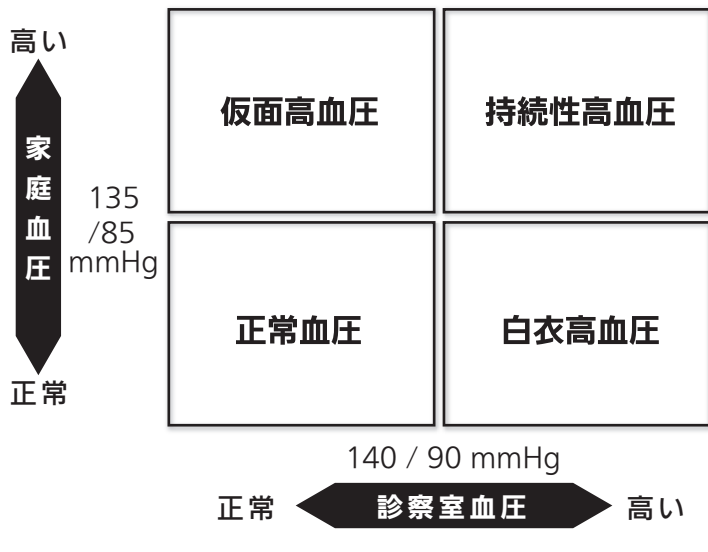 高い
家庭血圧
正常
135
/85
mmHg
仮面高血圧
持続性高血圧
正常血圧
白衣高血圧
140 / 90 mmHg
正常
診察室血圧
高い